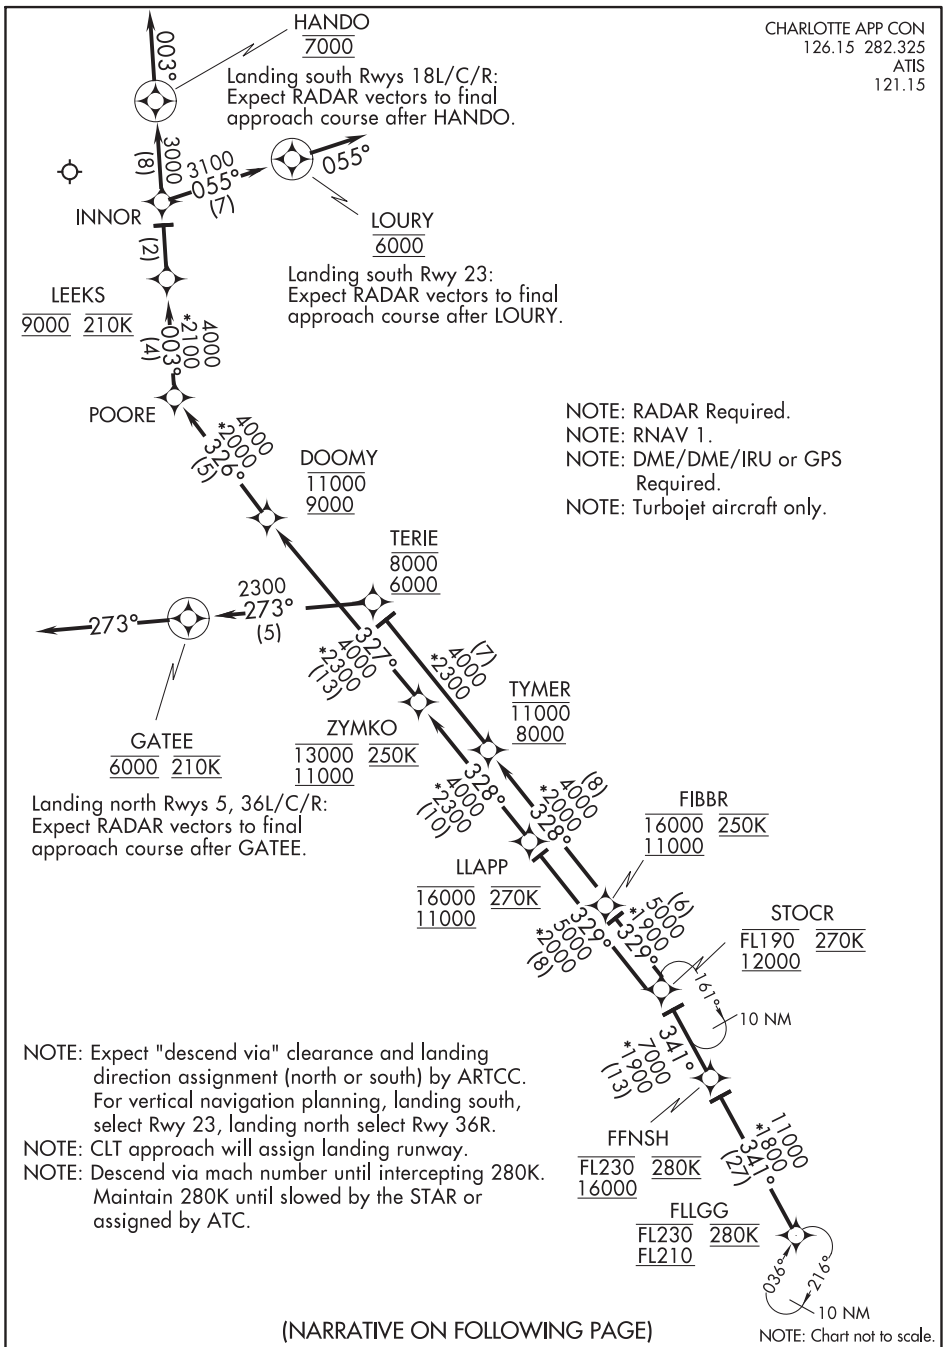 HANDO
7000
CHARLOTTE APP CON
126.15 282.325
ATIS
121.15
003°
Landing south Rwys 18L/C/R:
Expect RADAR vectors to final
approach course after HANDO.
3000
(8)
3100
055°
(7)
055°
INNOR
LOURY
6000
(2)
Landing south Rwy 23:
Expect RADAR vectors to final
approach course after LOURY.
LEEKS
9000 210K
4000
*2100
003°
(4)
POORE
NOTE: RADAR Required.
NOTE: RNAV 1.
NOTE: DME/DME/IRU or GPS
Required.
NOTE: Turbojet aircraft only.
4000
*2000
326°
(5)
DOOMY
11000
9000
TERIE
8000
6000
2300
273°
(5)
273°
327°
4000
*2300
(13)
(7)
4000
*2300
TYMER
11000
8000
ZYMKO
13000 250K
11000
GATEE
6000 210K
Landing north Rwys 5, 36L/C/R:
Expect RADAR vectors to final
approach course after GATEE.
328°
4000
*2300
(10)
(8)
4000
*2000
328°
FIBBR
16000 250K
11000
LLAPP
16000 270K
11000
(6)
5000
*1900
329°
329°
5000
*2000
(8)
STOCR
FL190 270K
12000
161°
10 NM
341°
7000
*1900
(13)
NOTE: Expect "descend via" clearance and landing
direction assignment (north or south) by ARTCC.
For vertical navigation planning, landing south,
select Rwy 23, landing north select Rwy 36R.
NOTE: CLT approach will assign landing runway.
NOTE: Descend via mach number until intercepting 280K.
Maintain 280K until slowed by the STAR or
assigned by ATC.
FFNSH
FL230 280K
16000
11000
*1800
341°
(27)
FLLGG
FL230 280K
FL210
036°
216°
10 NM
(NARRATIVE ON FOLLOWING PAGE)
NOTE: Chart not to scale.